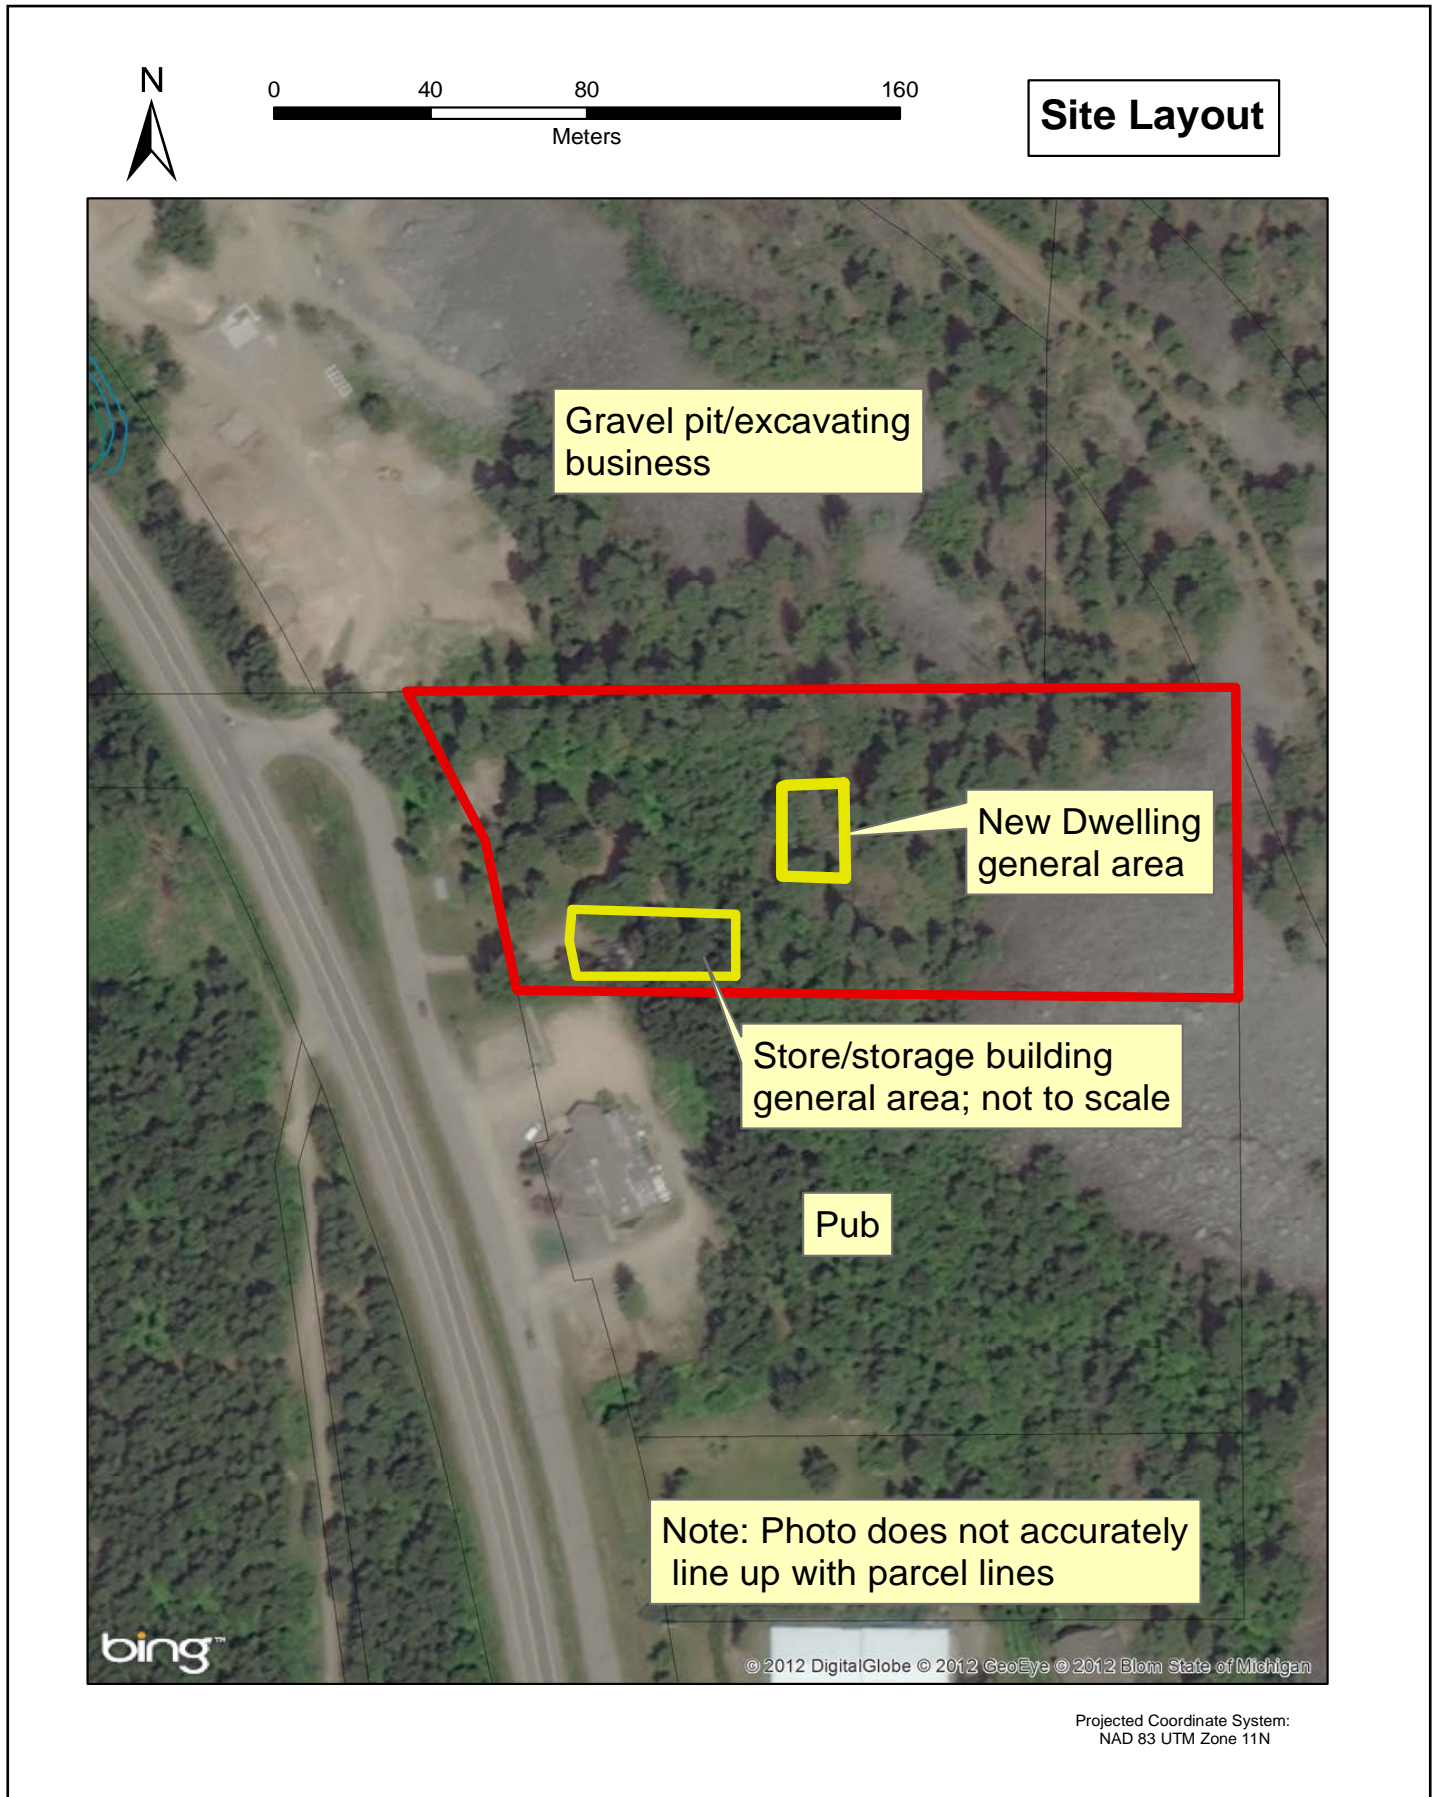 N
0 40 80 160
Meters
Site Layout
Gravel pit/excavating
business
New Dwelling
general area
Store/storage building
general area; not to scale
Pub
Note: Photo does not accurately
line up with parcel lines
bing™
© 2012 DigitalGlobe © 2012 GeoEye © 2012 Blom State of Michigan
Projected Coordinate System:
NAD 83 UTM Zone 11N